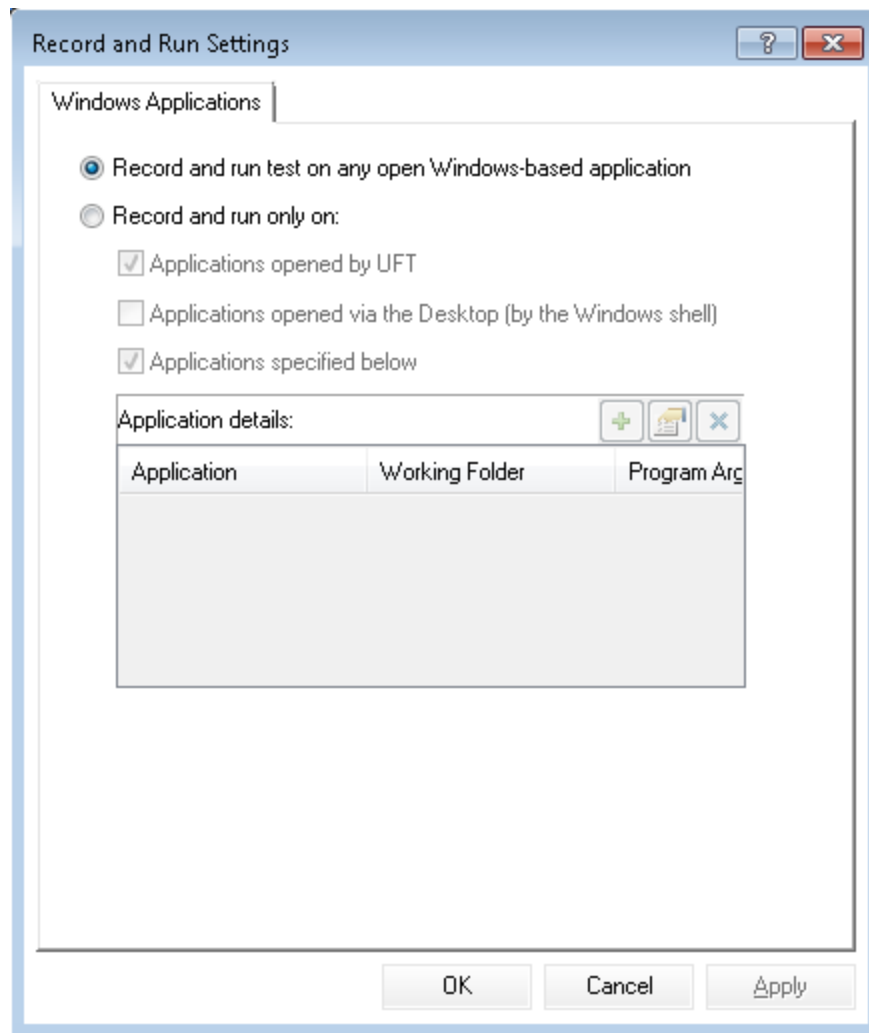 Record and Run Settings
Windows Applications
Record and run test on any open Windows-based application
Record and run only on:
Applications opened by UFT
Applications opened via the Desktop (by the Windows shell)
Applications specified below
Application details:
Application Working Folder Program Arg
OK Cancel Apply